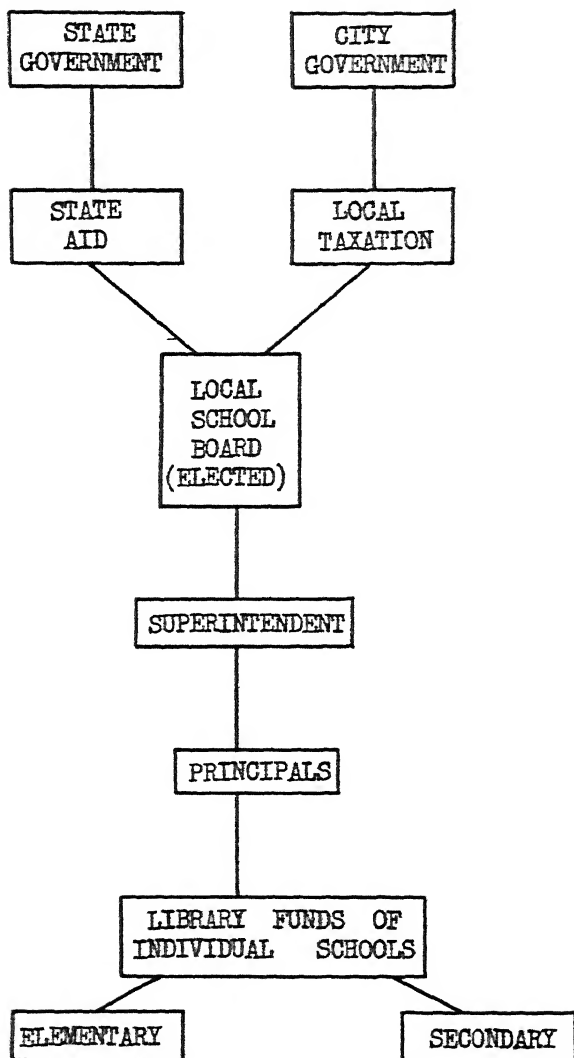 STATE
GOVERNMENT
CITY
GOVERNMENT
STATE
AID
LOCAL
TAXATION
LOCAL
SCHOOL
BOARD
(ELECTED)
SUPERINTENDENT
PRINCIPALS
LIBRARY FUNDS OF
INDIVIDUAL SCHOOLS
ELEMENTARY
SECONDARY